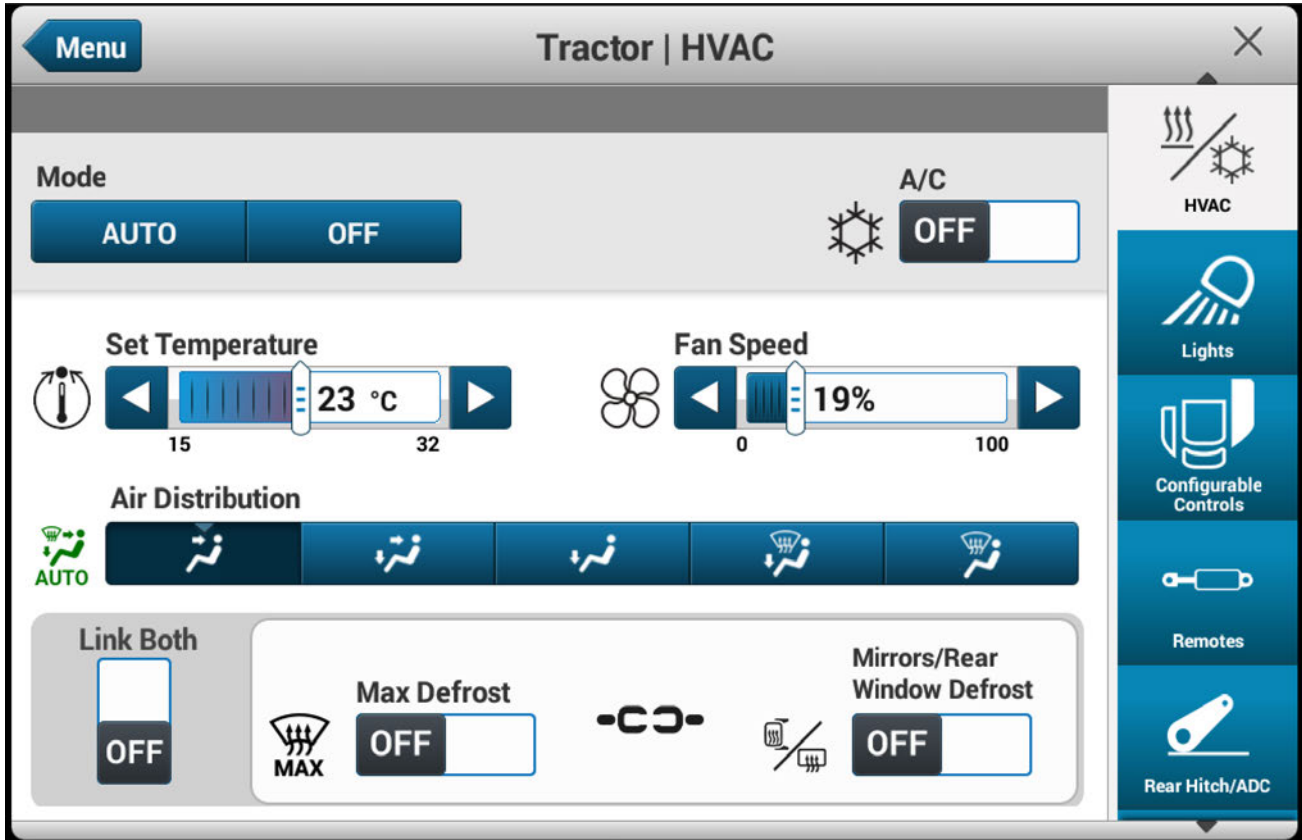 Menu
Tractor | HVAC
Mode
AUTO
OFF
A/C
OFF
HVAC
Lights
Configurable
Controls
Remotes
Rear Hitch/ADC
Set Temperature
23 °C
15
32
Fan Speed
19%
0
100
Air Distribution
AUTO
Link Both
OFF
Max Defrost
OFF
MAX
Mirrors/Rear
Window Defrost
OFF